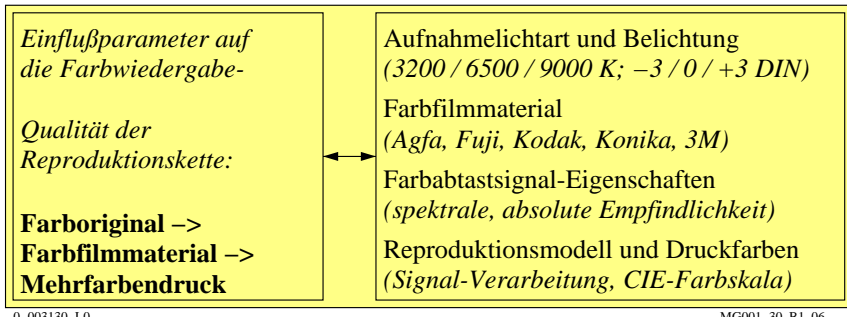 Einflußparameter auf
die Farbwiedergabe-
Qualität der
Reproduktionskette:
Farboriginal −>
Farbfilmmaterial −>
Mehrfarbendruck
Aufnahmelichtart und Belichtung
(3200 / 6500 / 9000 K; −3 / 0 / +3 DIN)
Farbfilmmaterial
(Agfa, Fuji, Kodak, Konika, 3M)
Farbabtastsignal-Eigenschaften
(spektrale, absolute Empfindlichkeit)
Reproduktionsmodell und Druckfarben
(Signal-Verarbeitung, CIE-Farbskala)